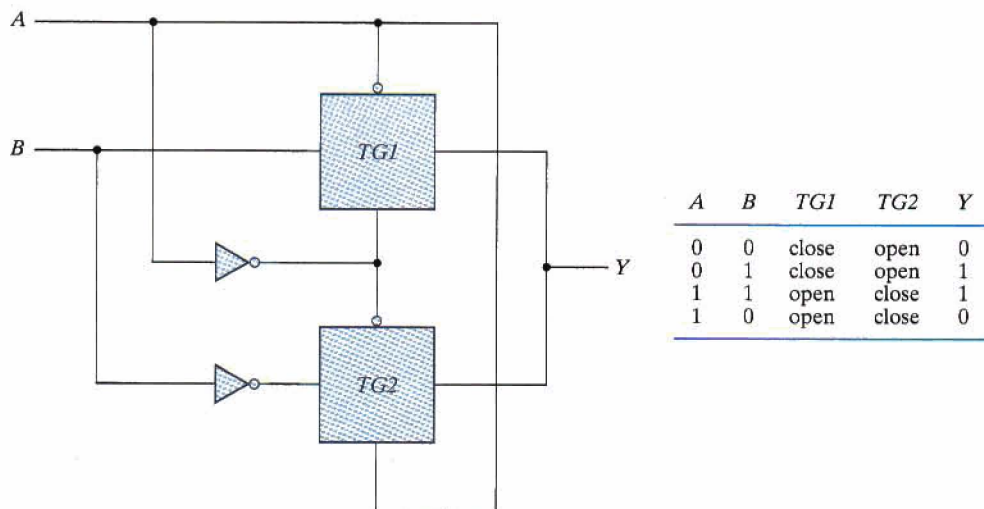 A
B
TG1
TG2
Y
A B TG1 TG2 Y
0 0 close open 0
0 1 close open 1
1 1 open close 1
1 0 open close 0